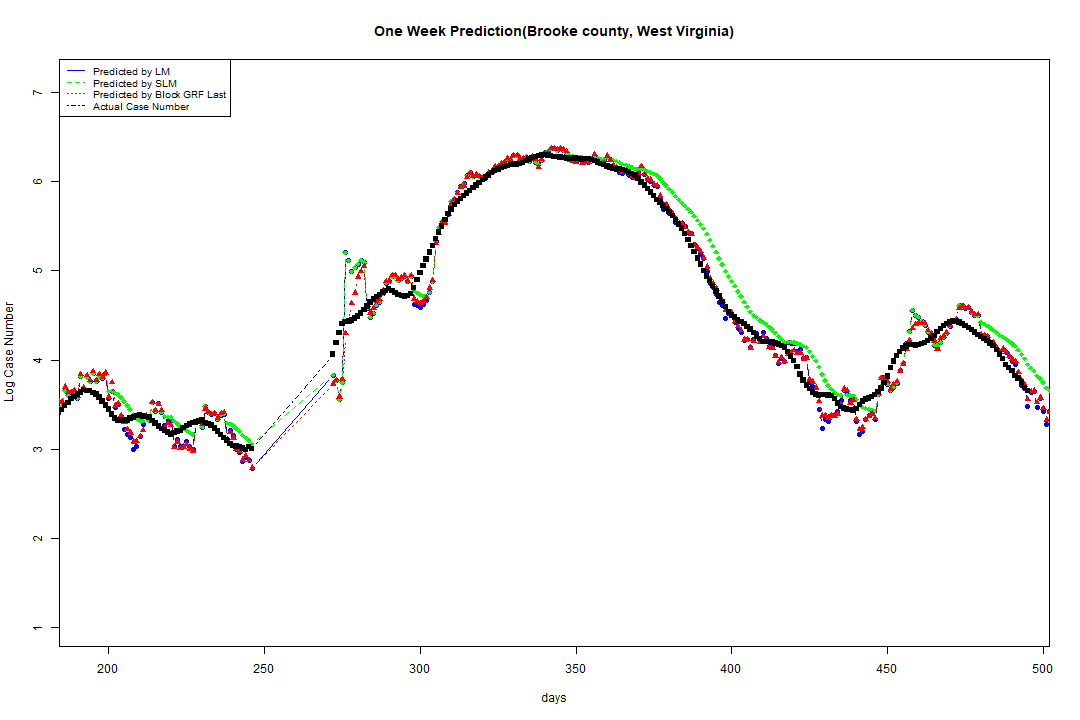 One Week Prediction(Brooke county, West Virginia)
Predicted by LM
Predicted by SLM
Predicted by Block GRF Last
Actual Case Number
7
6
5
4
3
2
1
Log Case Number
200 250 300 350 400 450 500
days